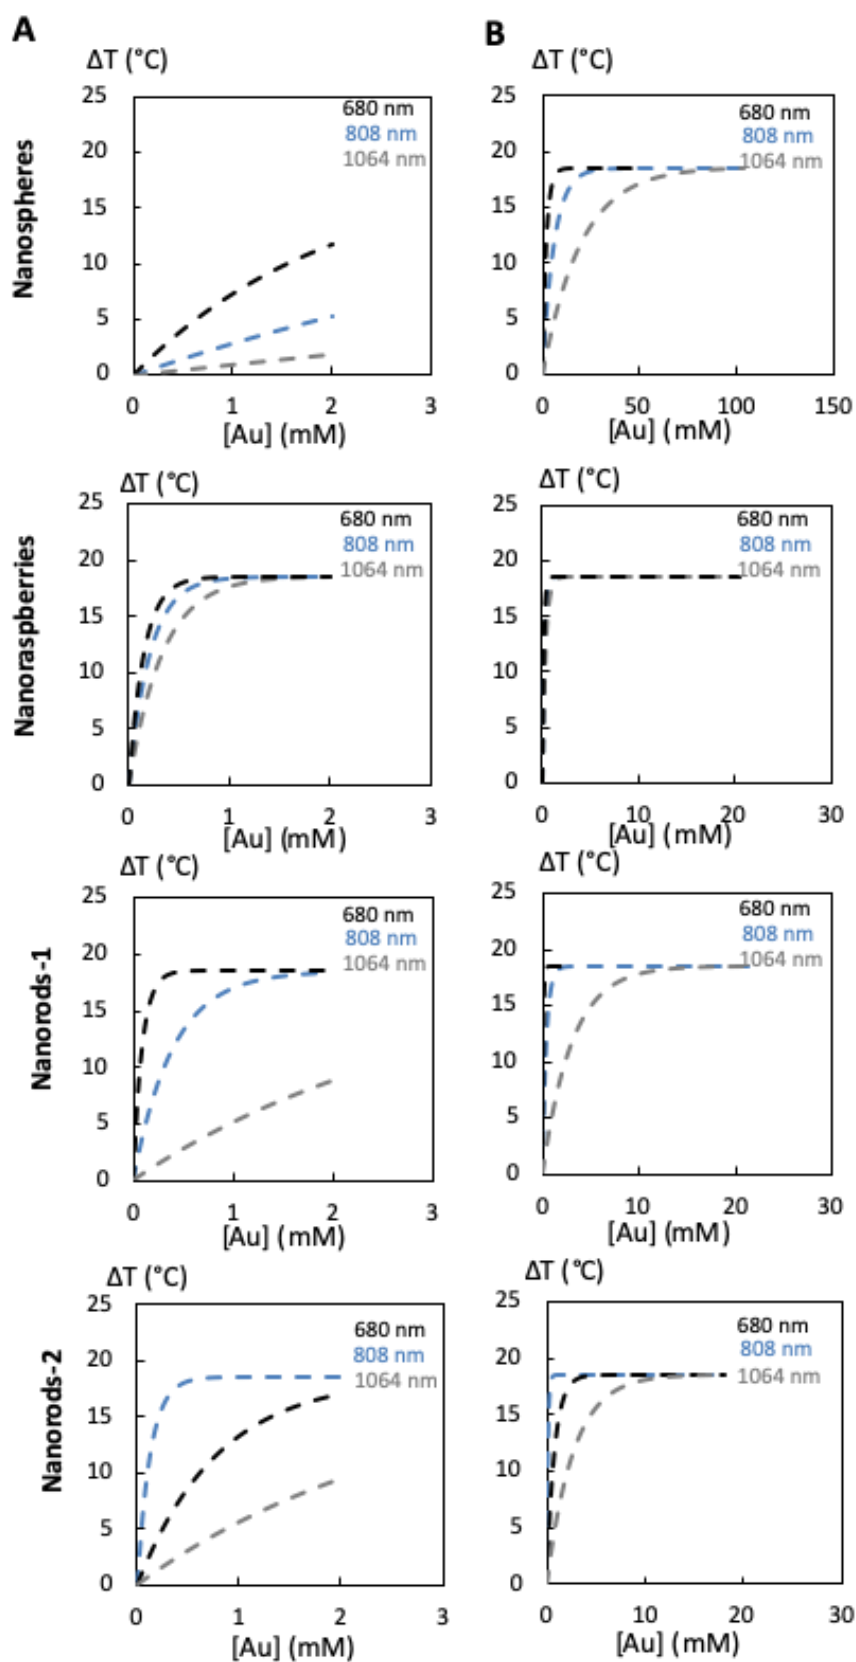 A
B
ΔT (°C)
ΔT (°C)
Nanospheres
25
20
15
10
5
0
680 nm
808 nm
1064 nm
0 1 2 3
[Au] (mM)
25
20
15
10
5
0
680 nm
808 nm
1064 nm
0 50 100 150
[Au] (mM)
Nanoraspberries
ΔT (°C)
25
20
15
10
5
0
680 nm
808 nm
1064 nm
0 1 2 3
[Au] (mM)
ΔT (°C)
25
20
15
10
5
0
680 nm
808 nm
1064 nm
0 10 20 30
[Au] (mM)
Nanorods-1
ΔT (°C)
25
20
15
10
5
0
680 nm
808 nm
1064 nm
0 1 2 3
[Au] (mM)
ΔT (°C)
25
20
15
10
5
0
680 nm
808 nm
1064 nm
0 10 20 30
[Au] (mM)
Nanorods-2
ΔT (°C)
25
20
15
10
5
0
680 nm
808 nm
1064 nm
0 1 2 3
[Au] (mM)
ΔT (°C)
25
20
15
10
5
0
680 nm
808 nm
1064 nm
0 10 20 30
[Au] (mM)